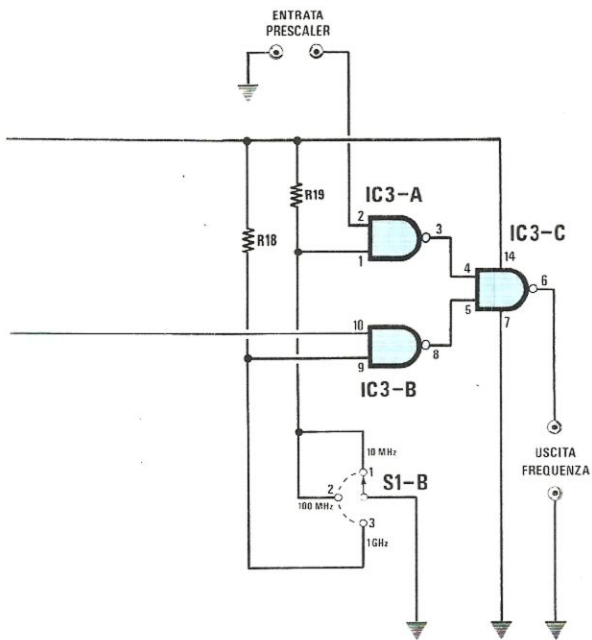 ENTRATA
PRESCALER
R19
R18
IC3-A
2
1
3
IC3-C
14
4
5
6
7
10
9
8
IC3-B
10 MHz
1
S1-B
2
100 MHz
3
1GHz
USCITA
FREQUENZA